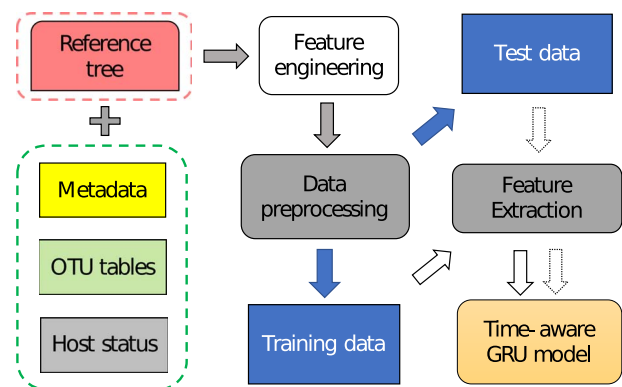 Reference
tree
Feature
engineering
Test data
Metadata
OTU tables
Host status
Data
preprocessing
Feature
Extraction
Training data
Time- aware
GRU model